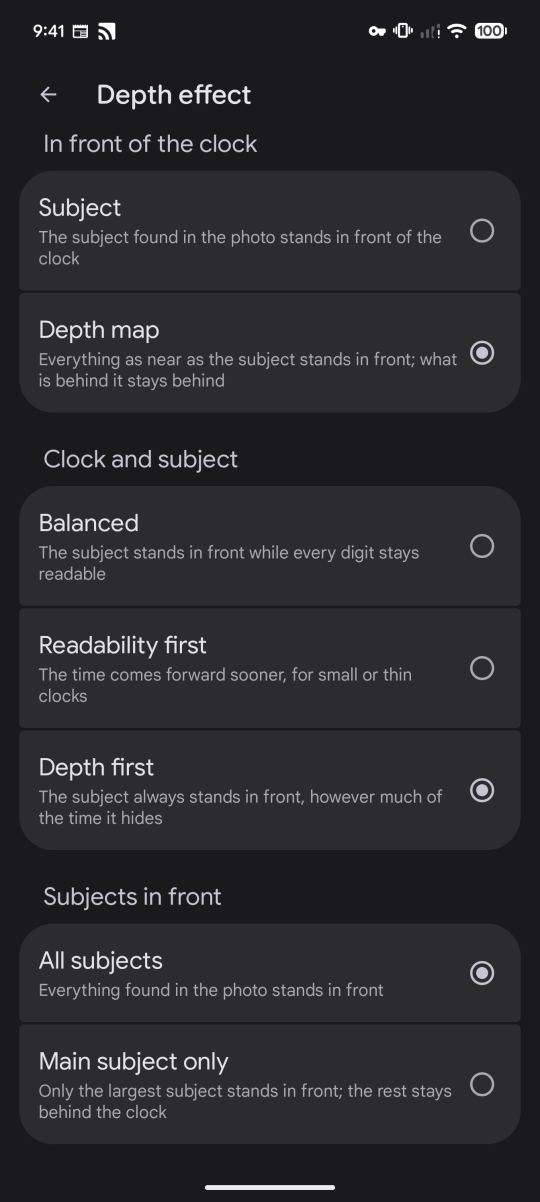 9:41
100
Depth effect
In front of the clock
Subject
The subject found in the photo stands in front of the
clock
Depth map
Everything as near as the subject stands in front; what
is behind it stays behind
Clock and subject
Balanced
The subject stands in front while every digit stays
readable
Readability first
The time comes forward sooner, for small or thin
clocks
Depth first
The subject always stands in front, however much of
the time it hides
Subjects in front
All subjects
Everything found in the photo stands in front
Main subject only
Only the largest subject stands in front; the rest stays
behind the clock